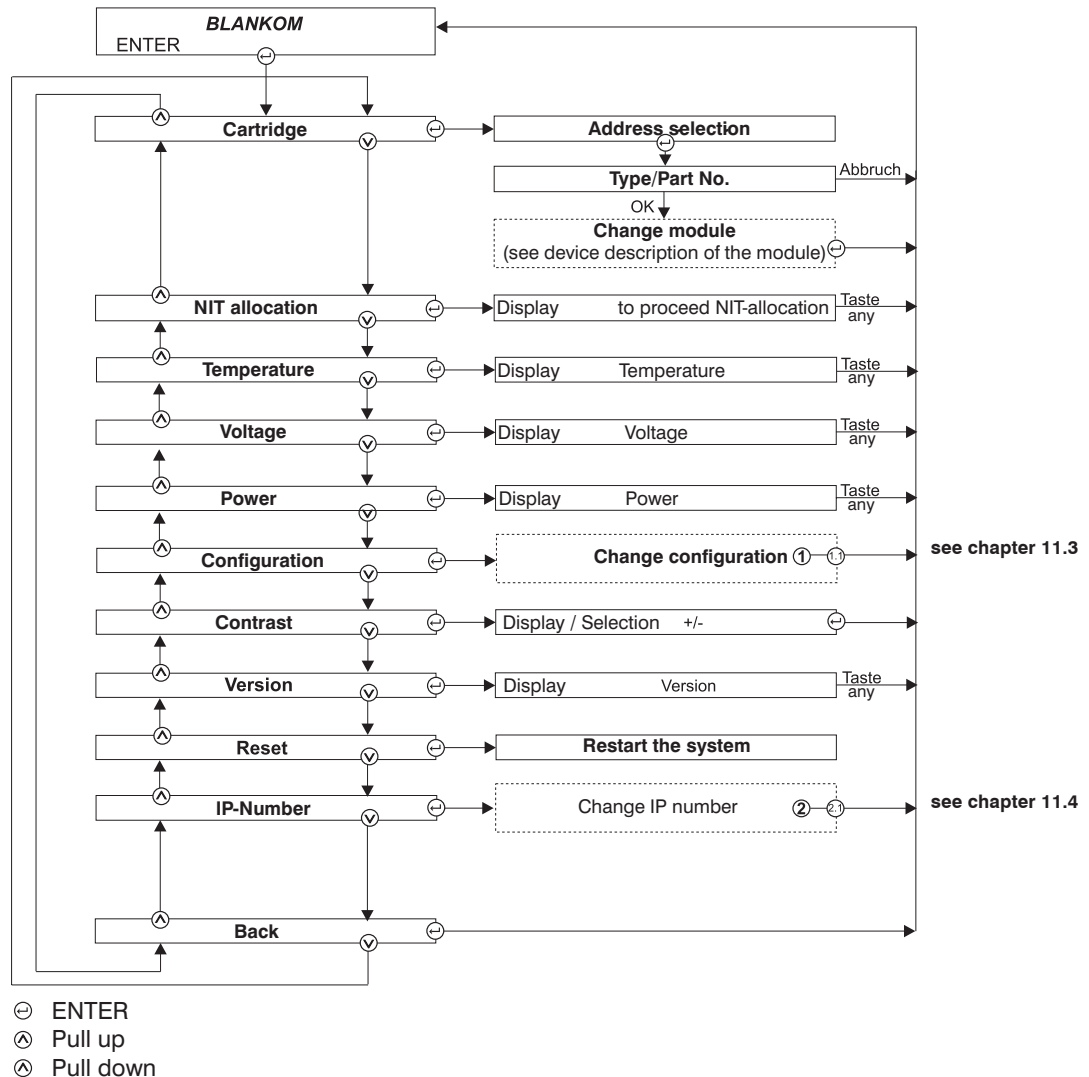 BLANKOM
ENTER
Cartridge
Address selection
Type/Part No.
Abbruch
OK
Change module
(see device description of the module)
NIT allocation
Display to proceed NIT-allocation
Taste
any
Temperature
Display Temperature
Taste
any
Voltage
Display Voltage
Taste
any
Power
Display Power
Taste
any
Configuration
Change configuration 1 1.1
see chapter 11.3
Contrast
Display / Selection +/-
Version
Display Version
Taste
any
Reset
Restart the system
IP-Number
Change IP number 2 2.1
see chapter 11.4
Back
ENTER
Pull up
Pull down